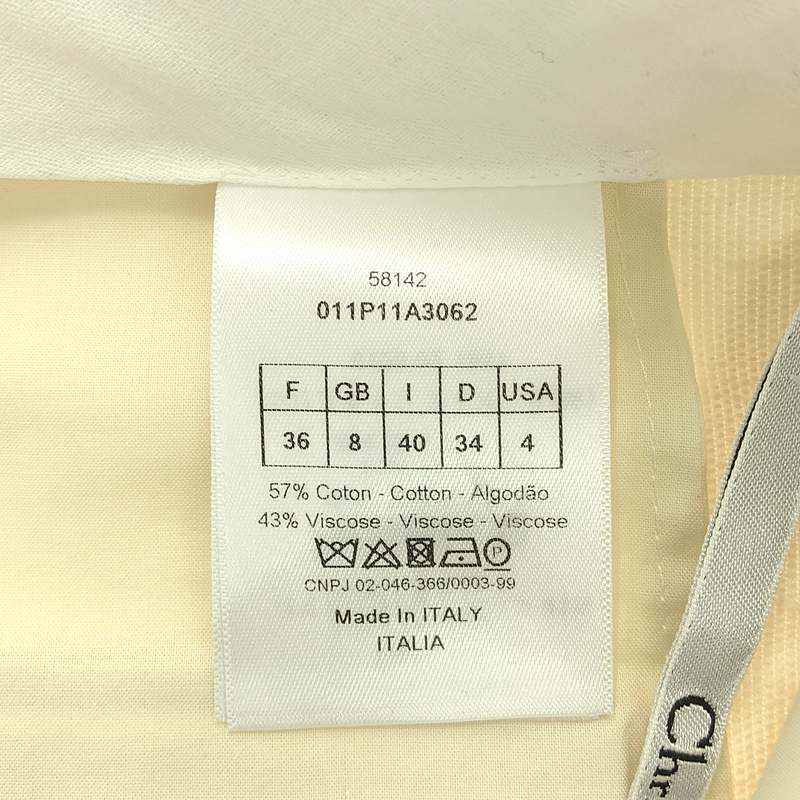 58142
011P11A3062
F GB I D USA
36 8 40 34 4
57% Coton - Cotton - Algodão
43% Viscose - Viscose - Viscose
P
CNPJ 02-046-366/0003-99
Made In ITALY
ITALIA
Chr